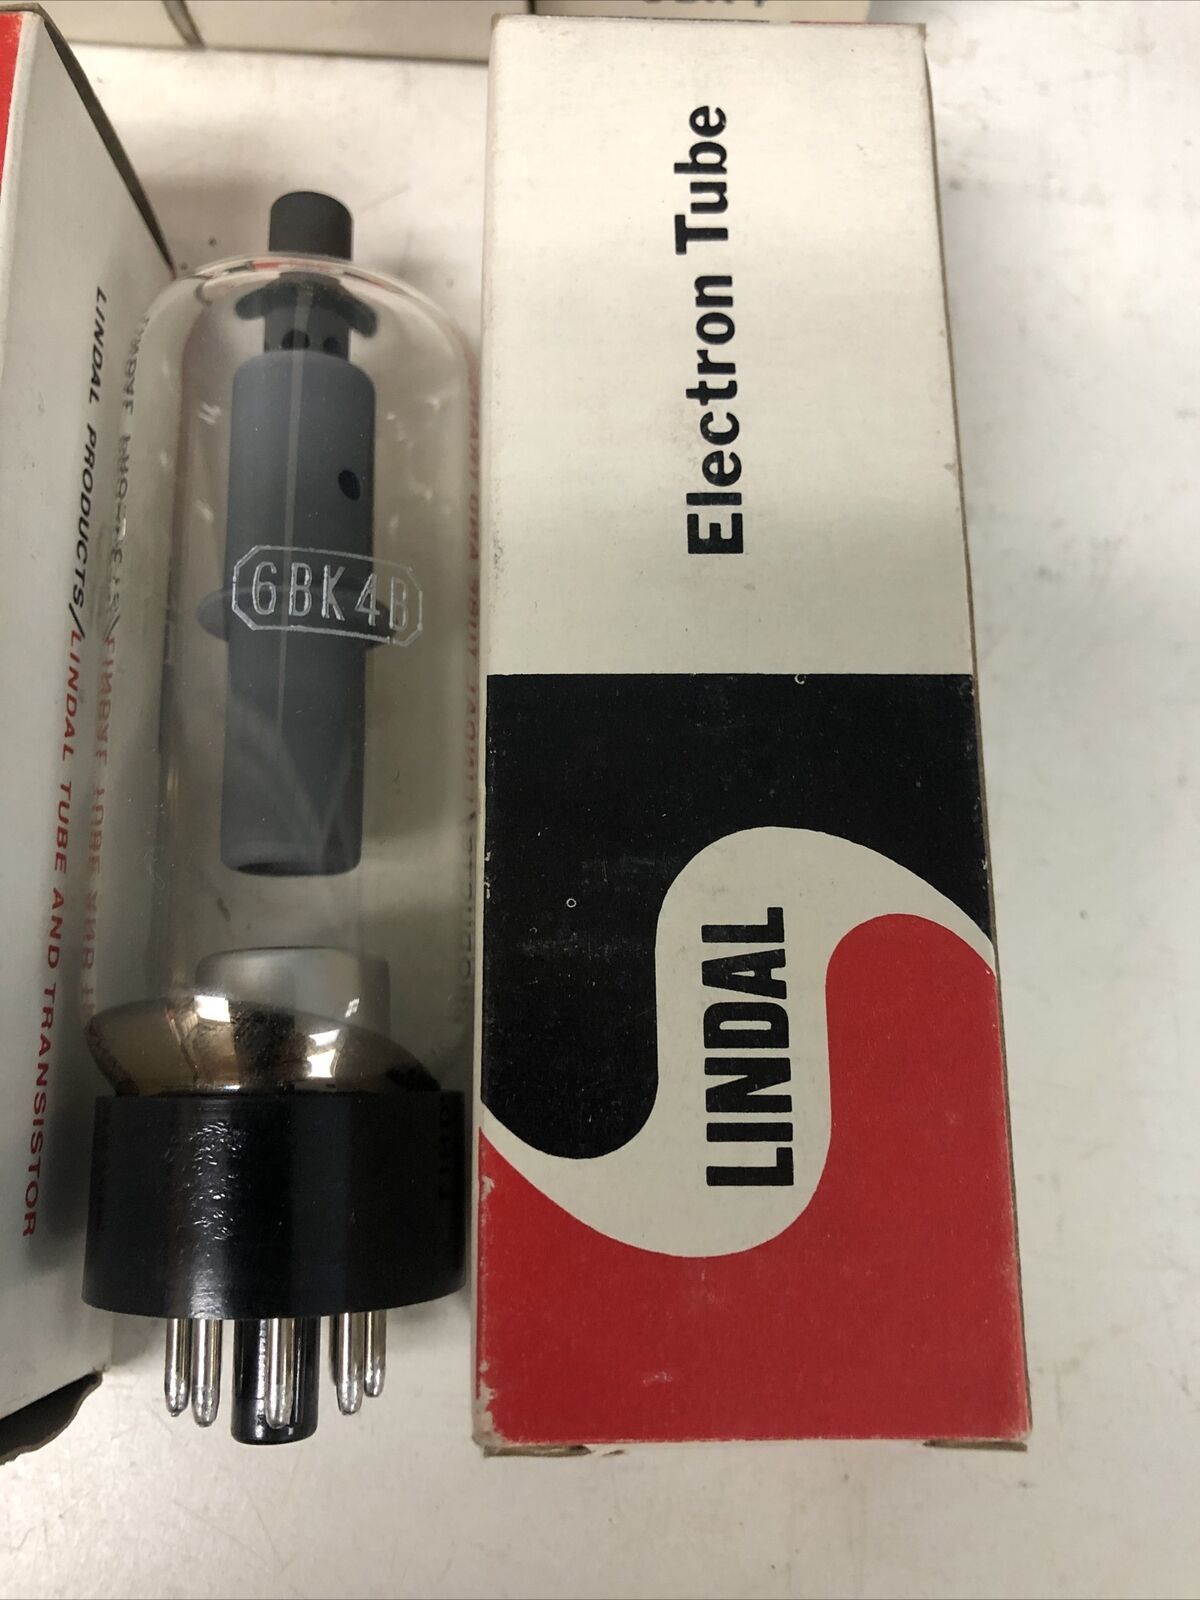 LINDAL PRODUCTS/LINDAL TUBE AND TRANSISTOR
6BK4B
Electron Tube
LINDAL